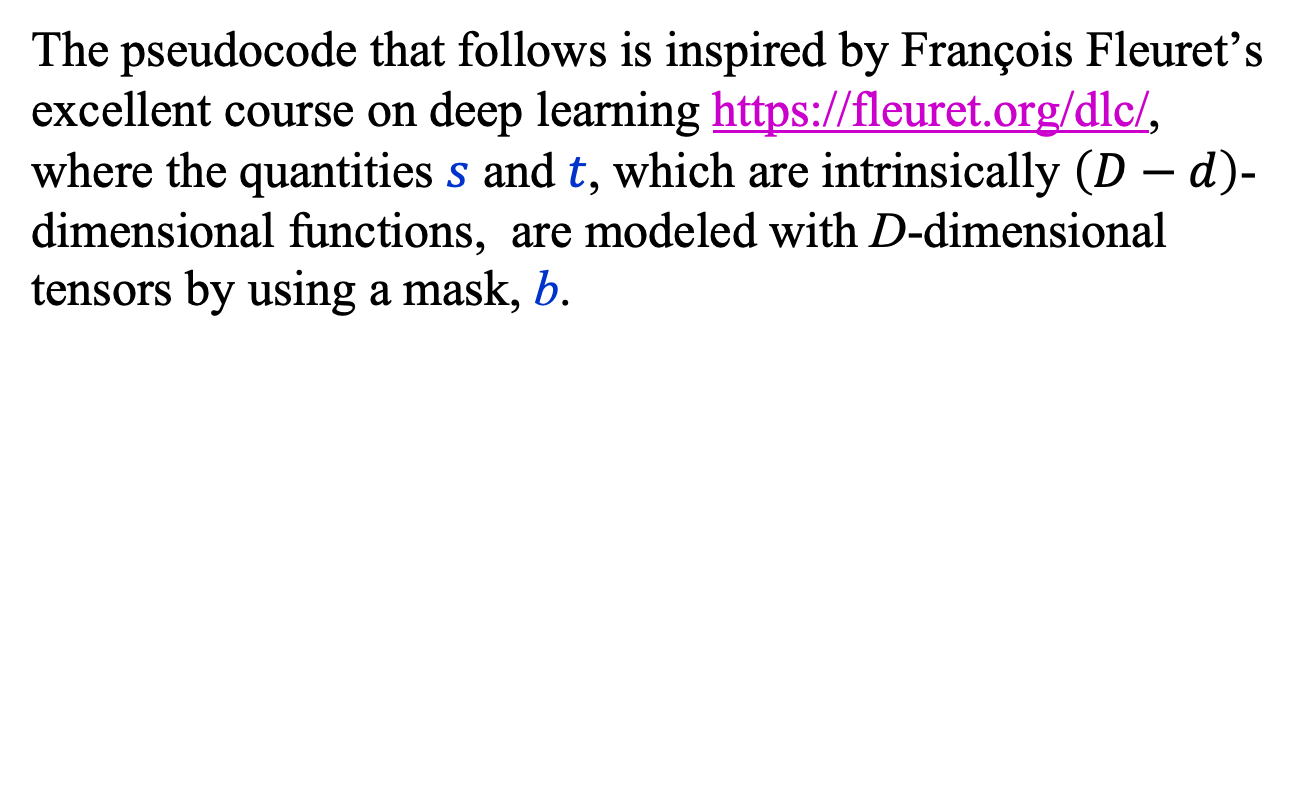 The pseudocode that follows is inspired by François Fleuret’s
excellent course on deep learning https://fleuret.org/dlc/,
where the quantities s and t, which are intrinsically (D − d)-
dimensional functions,  are modeled with D-dimensional
tensors by using a mask, b.